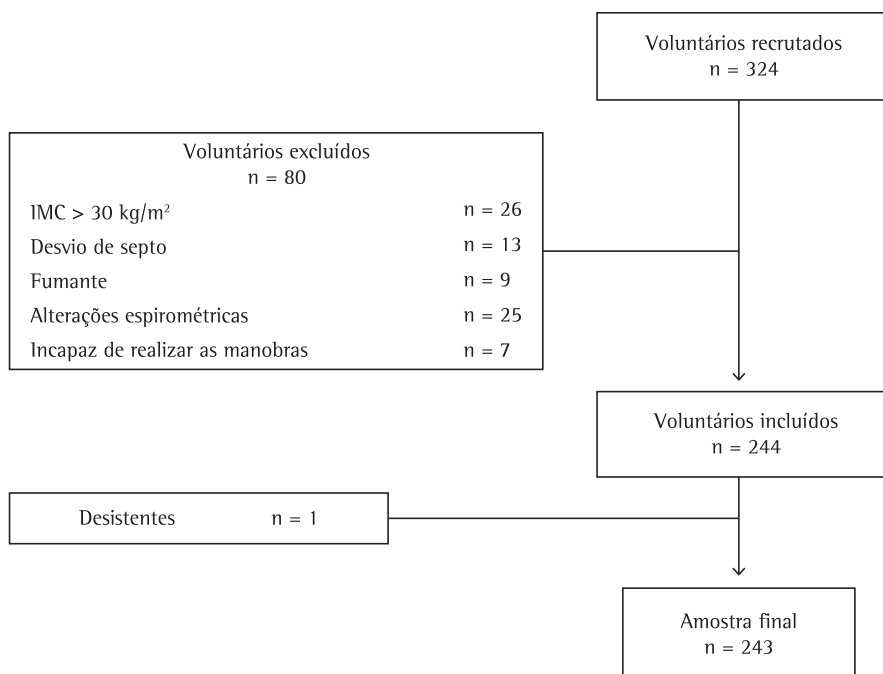 Voluntários recrutados
n = 324
Voluntários excluídos
n = 80
IMC > 30 kg/m² n = 26
Desvio de septo n = 13
Fumante n = 9
Alterações espirométricas n = 25
Incapaz de realizar as manobras n = 7
Voluntários incluídos
n = 244
Desistentes n = 1
Amostra final
n = 243